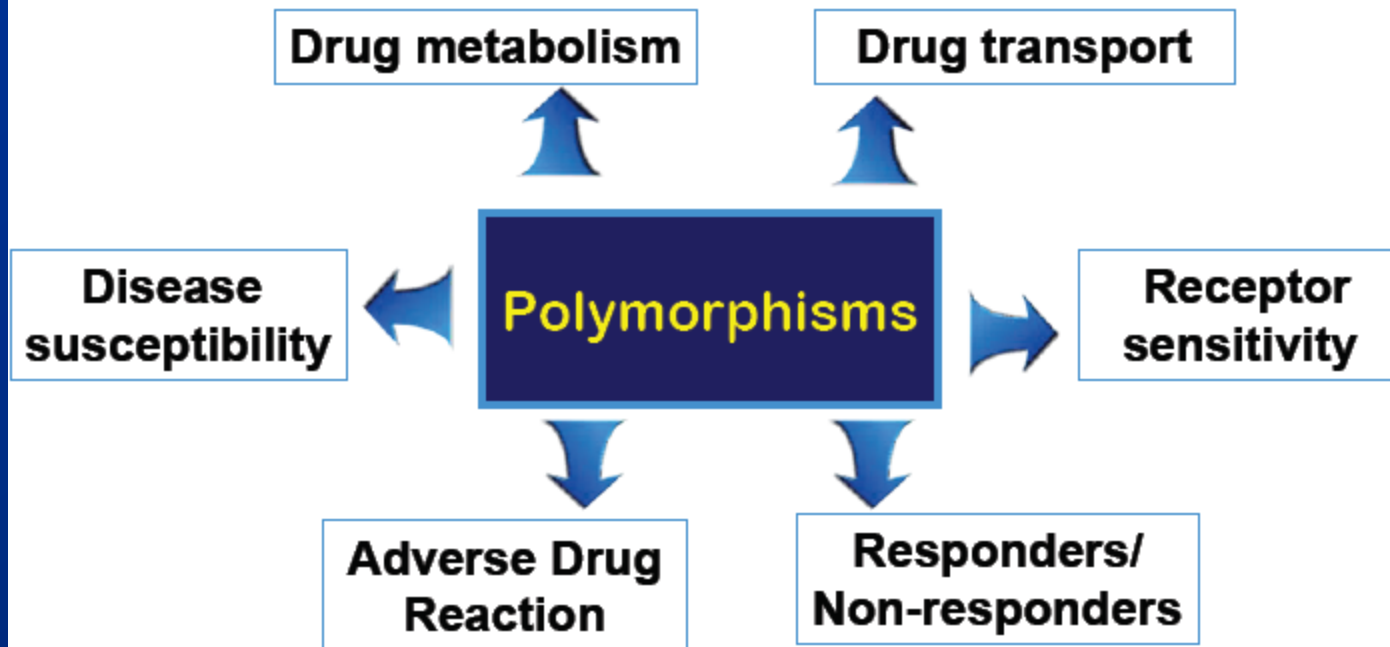 Drug metabolism
Drug transport
Disease
susceptibility
Polymorphisms
Receptor
sensitivity
Adverse Drug
Reaction
Responders/
Non-responders